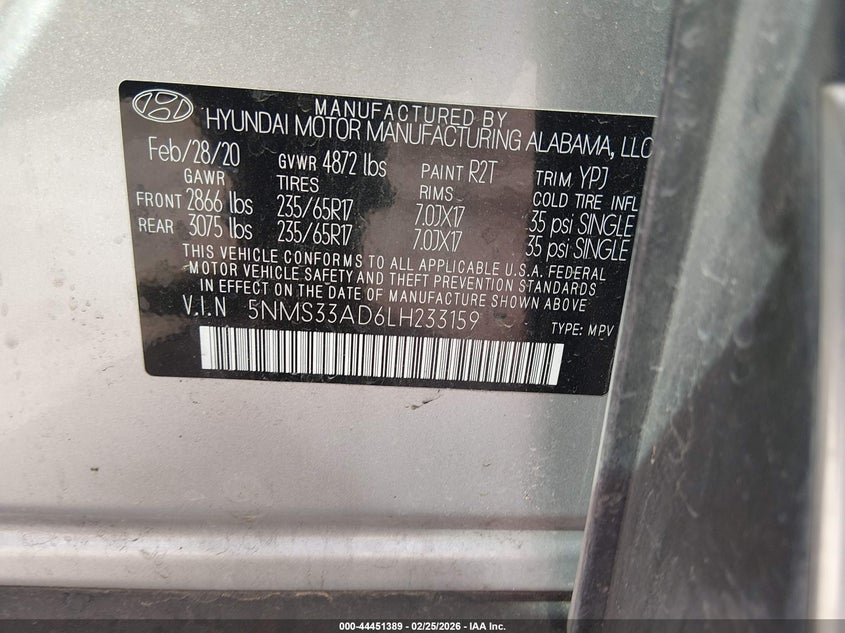 MANUFACTURED BY
HYUNDAI MOTOR MANUFACTURING ALABAMA, LLC
Feb/28/20 GVWR 4872 lbs PAINT R2T TRIM YPJ
GAWR TIRES RIMS COLD TIRE INFL
FRONT 2866 lbs 235/65R17 7.0JX17 35 psi SINGLE
REAR 3075 lbs 235/65R17 7.0JX17 35 psi SINGLE
THIS VEHICLE CONFORMS TO ALL APPLICABLE U.S.A. FEDERAL
MOTOR VEHICLE SAFETY AND THEFT PREVENTION STANDARDS
IN EFFECT ON THE DATE OF MANUFACTURE SHOWN ABOVE
V.I.N 5NMS33AD6LH233159 TYPE: MPV
000-44451389 - 02/25/2026 - IAA Inc.